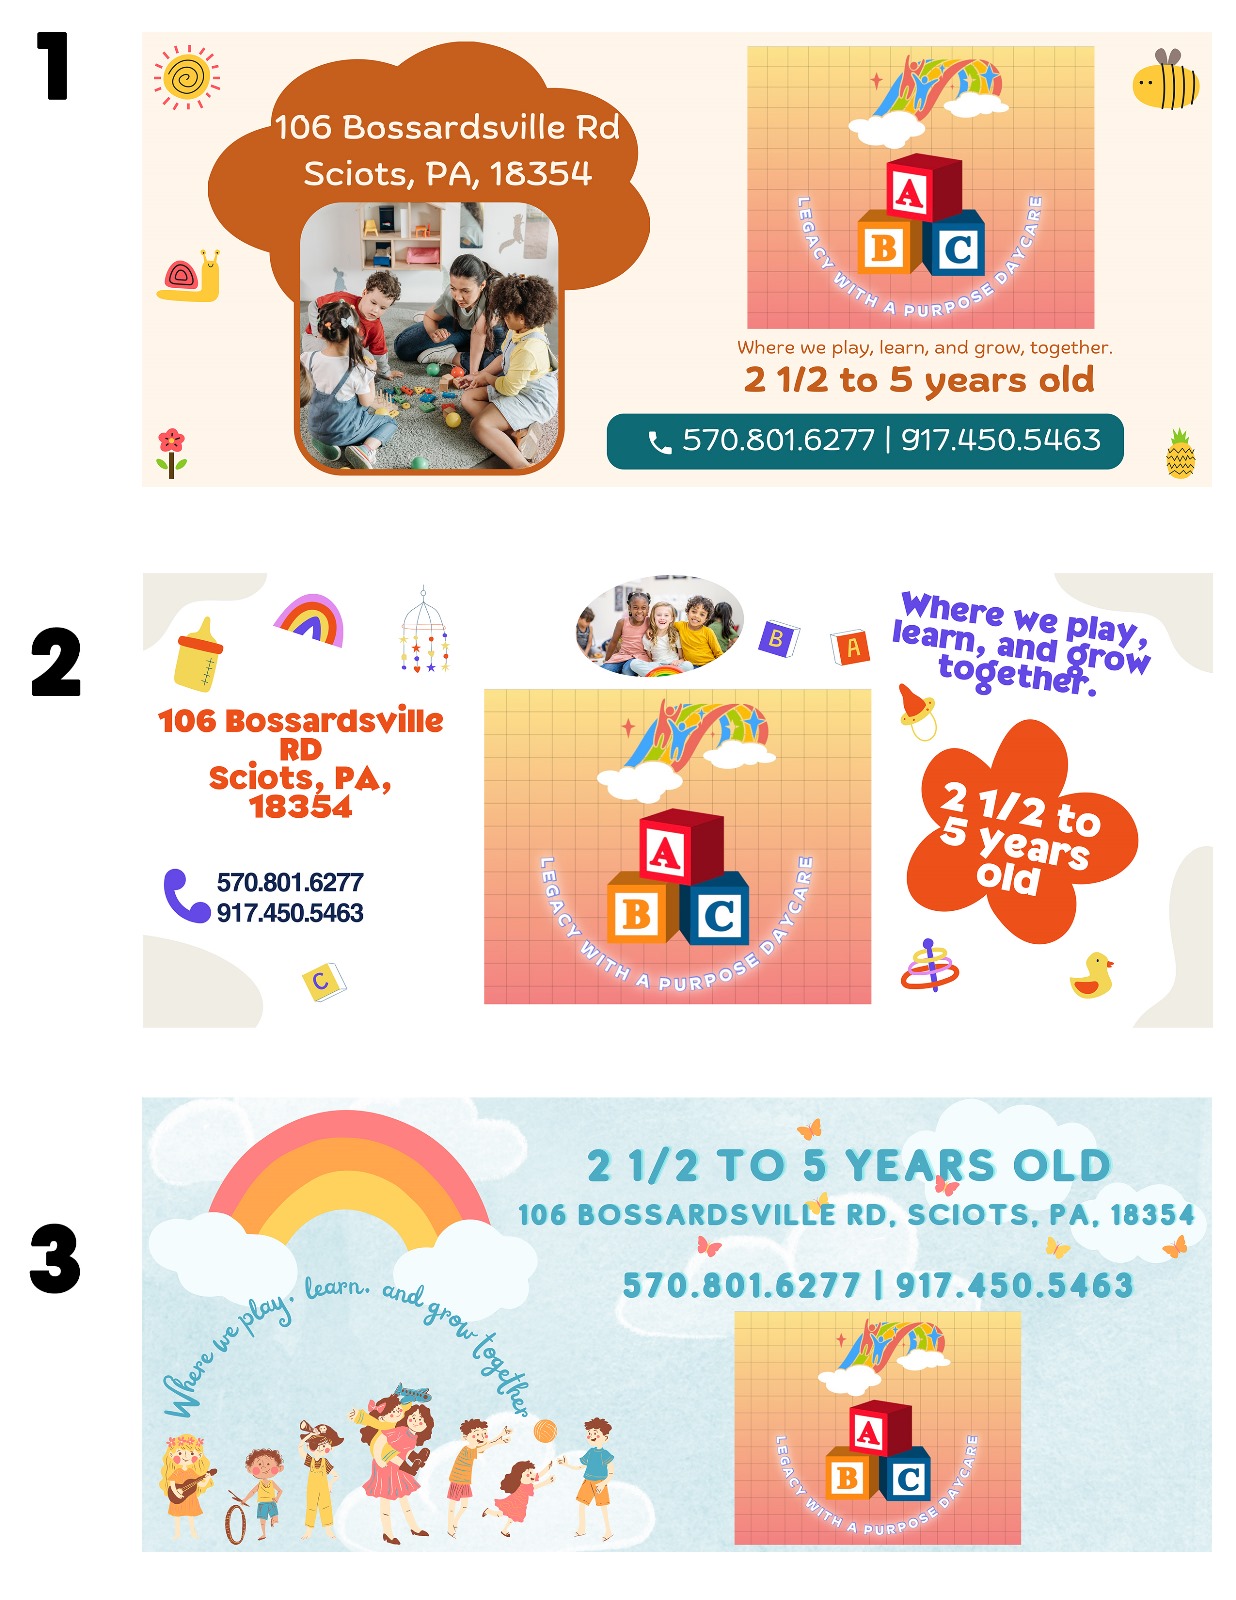 1
106 Bossardsville Rd
Sciots, PA, 18354
A
B C
LEGACY WITH A PURPOSE DAYCARE
Where we play, learn, and grow, together.
2 1/2 to 5 years old
570.801.6277 | 917.450.5463
2
106 Bossardsville
RD
Sciots, PA,
18354
570.801.6277
917.450.5463
C
B A
A
B C
LEGACY WITH A PURPOSE DAYCARE
Where we play,
learn, and grow
together.
2 1/2 to
5 years
old
3
Where we play, learn, and grow together
2 1/2 TO 5 YEARS OLD
106 BOSSARDSVILLE RD, SCIOTS, PA, 18354
570.801.6277 | 917.450.5463
A
B C
LEGACY WITH A PURPOSE DAYCARE